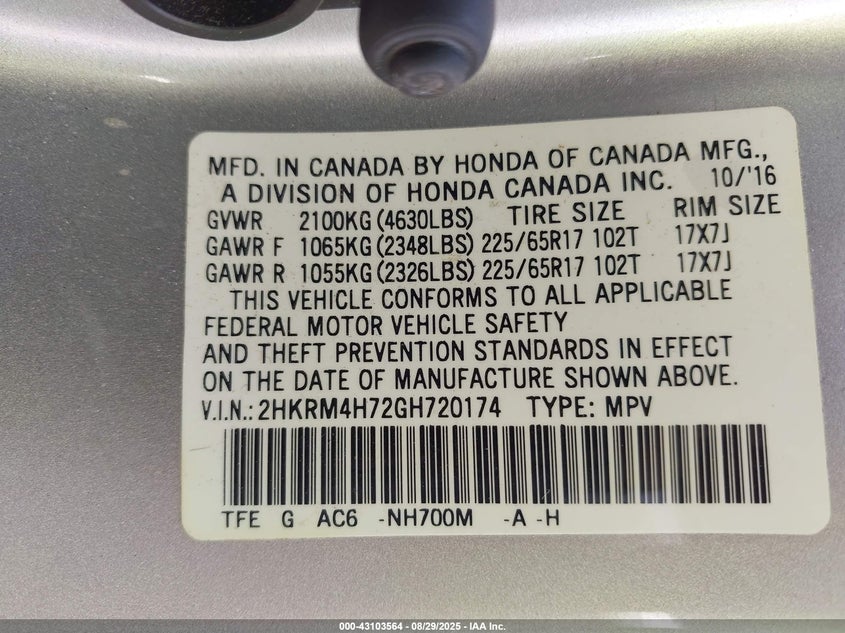 MFD. IN CANADA BY HONDA OF CANADA MFG.,
A DIVISION OF HONDA CANADA INC. 10/'16
GVWR 2100KG (4630LBS) TIRE SIZE RIM SIZE
GAWR F 1065KG (2348LBS) 225/65R17 102T 17X7J
GAWR R 1055KG (2326LBS) 225/65R17 102T 17X7J
THIS VEHICLE CONFORMS TO ALL APPLICABLE
FEDERAL MOTOR VEHICLE SAFETY
AND THEFT PREVENTION STANDARDS IN EFFECT
ON THE DATE OF MANUFACTURE SHOWN ABOVE.
V.I.N.: 2HKRM4H72GH720174 TYPE: MPV
TFE G AC6 -NH700M -A -H
000-43103564 - 08/29/2025 - IAA Inc.